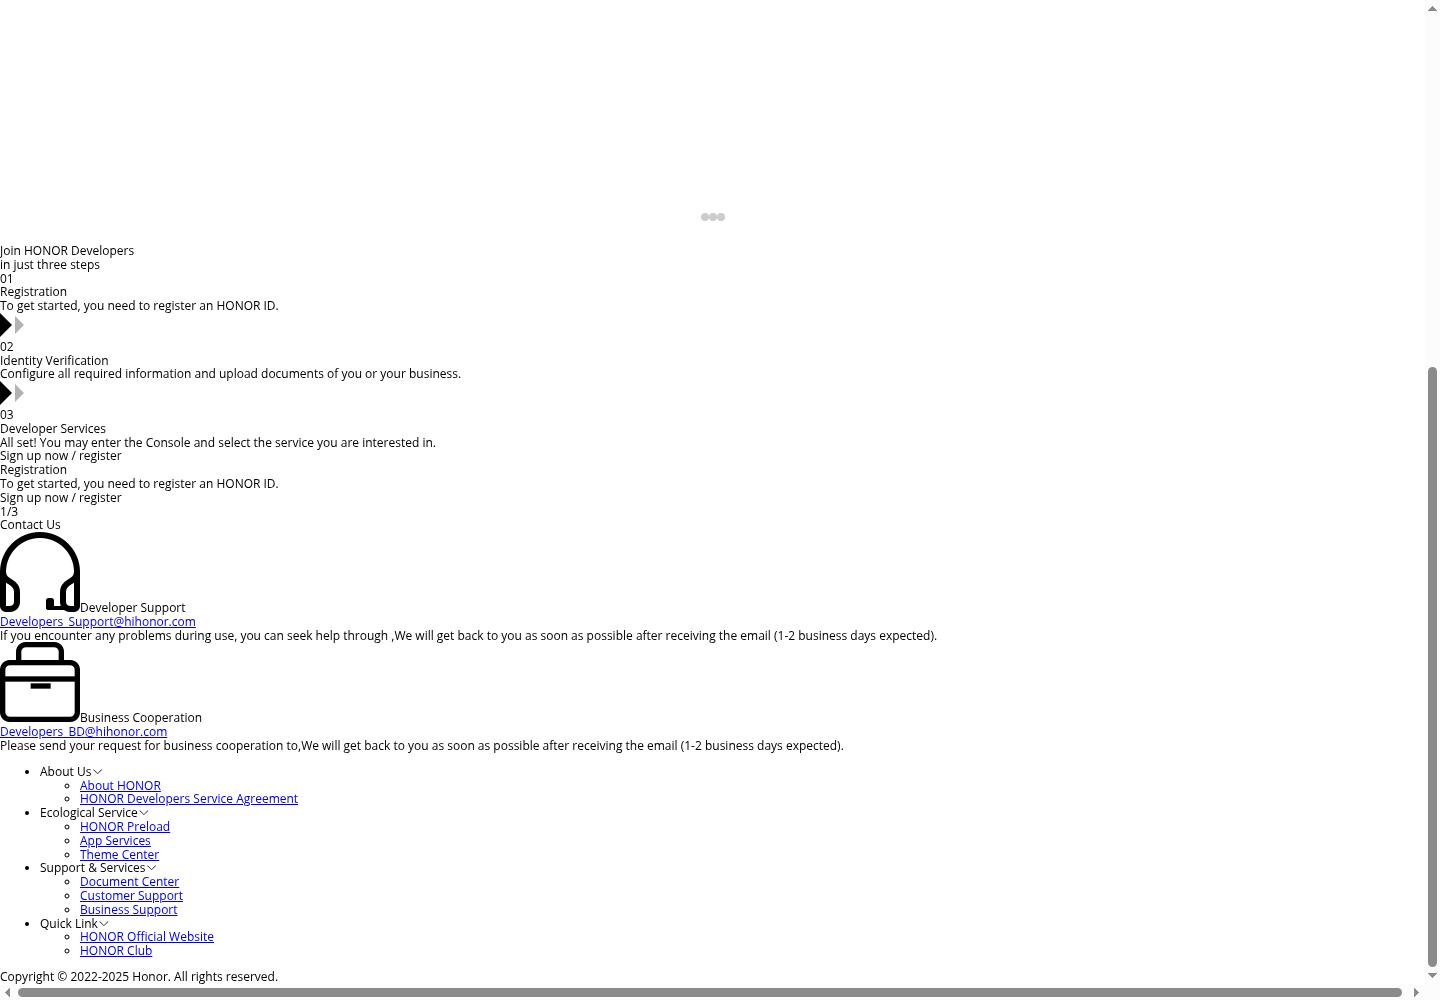 Join HONOR Developers
in just three steps
01
Registration
To get started, you need to register an HONOR ID.
02
Identity Verification
Configure all required information and upload documents of you or your business.
03
Developer Services
All set! You may enter the Console and select the service you are interested in.
Sign up now / register
Registration
To get started, you need to register an HONOR ID.
Sign up now / register
1/3
Contact Us
Developer Support
Developers_Support@hihonor.com
If you encounter any problems during use, you can seek help through ,We will get back to you as soon as possible after receiving the email (1-2 business days expected).
Business Cooperation
Developers_BD@hihonor.com
Please send your request for business cooperation to,We will get back to you as soon as possible after receiving the email (1-2 business days expected).
About Us
About HONOR
HONOR Developers Service Agreement
Ecological Service
HONOR Preload
App Services
Theme Center
Support & Services
Document Center
Customer Support
Business Support
Quick Link
HONOR Official Website
HONOR Club
Copyright © 2022-2025 Honor. All rights reserved.